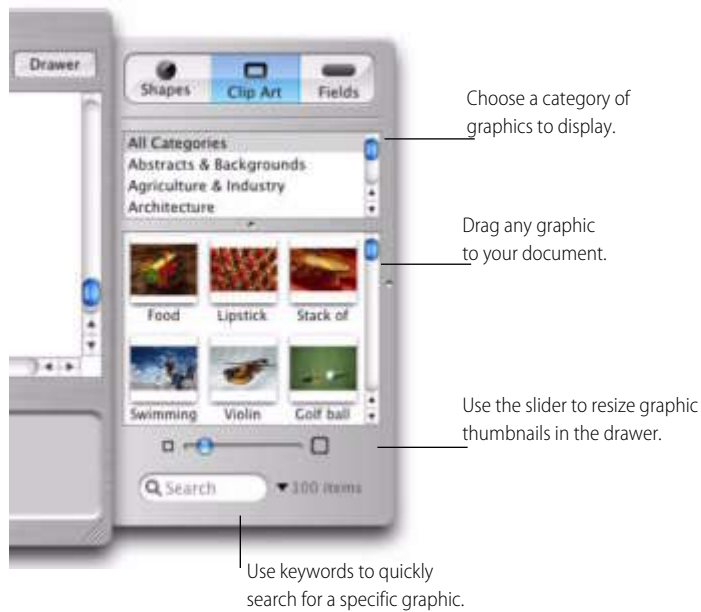 Drawer
Shapes
Clip Art
Fields
Choose a category of
graphics to display.
All Categories
Abstracts & Backgrounds
Agriculture & Industry
Architecture
Drag any graphic
to your document.
Food
Lipstick
Stack of
Swimming
Violin
Golf ball
Use the slider to resize graphic
thumbnails in the drawer.
Search
100 items
Use keywords to quickly
search for a specific graphic.